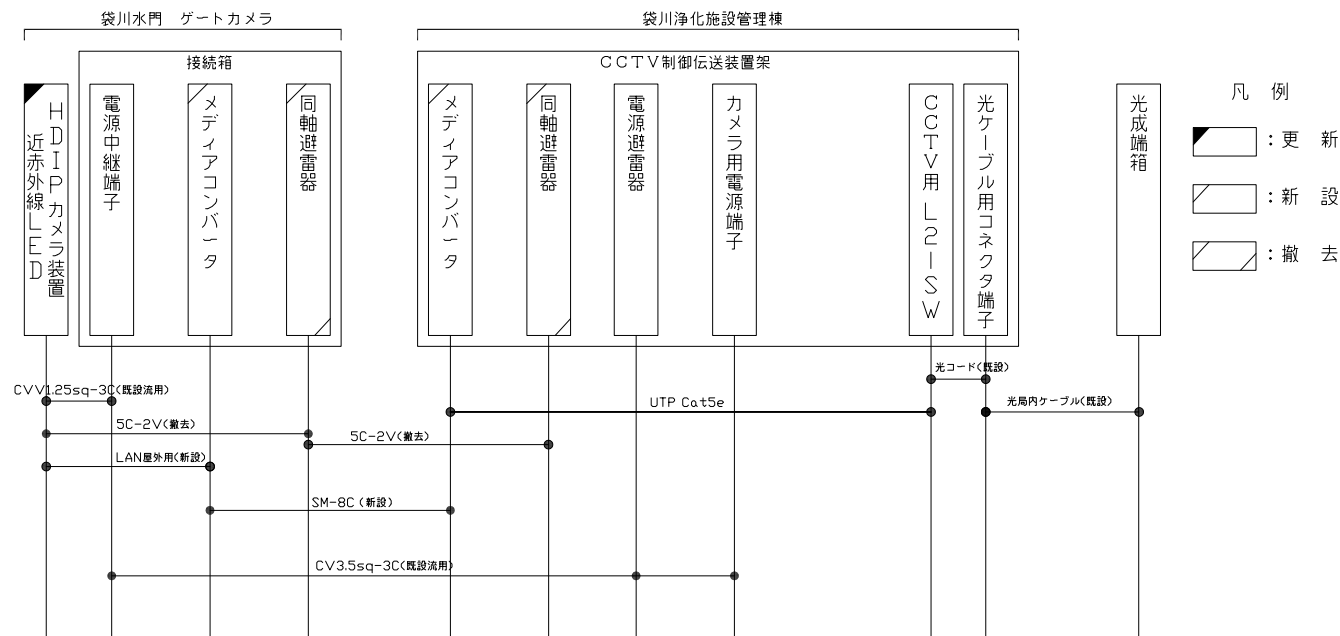 袋川水門　ゲートカメラ
袋川浄化施設管理棟
接続箱
CCTV制御伝送装置架
HDIPカメラ装置
近赤外線LED
電源中継端子
メディアコンバータ
同軸避雷器
メディアコンバータ
同軸避雷器
電源避雷器
カメラ用電源端子
CCTV用L2-SW
光ケーブル用コネクタ端子
光成端箱
凡　例
：更　新
：新　設
：撤　去
光コード(既設)
CVV1.25sq-3C(既設流用)
UTP Cat5e
光局内ケーブル(既設)
5C-2V(撤去)
5C-2V(撤去)
LAN屋外用(新設)
SM-8C (新設)
CV3.5sq-3C(既設流用)